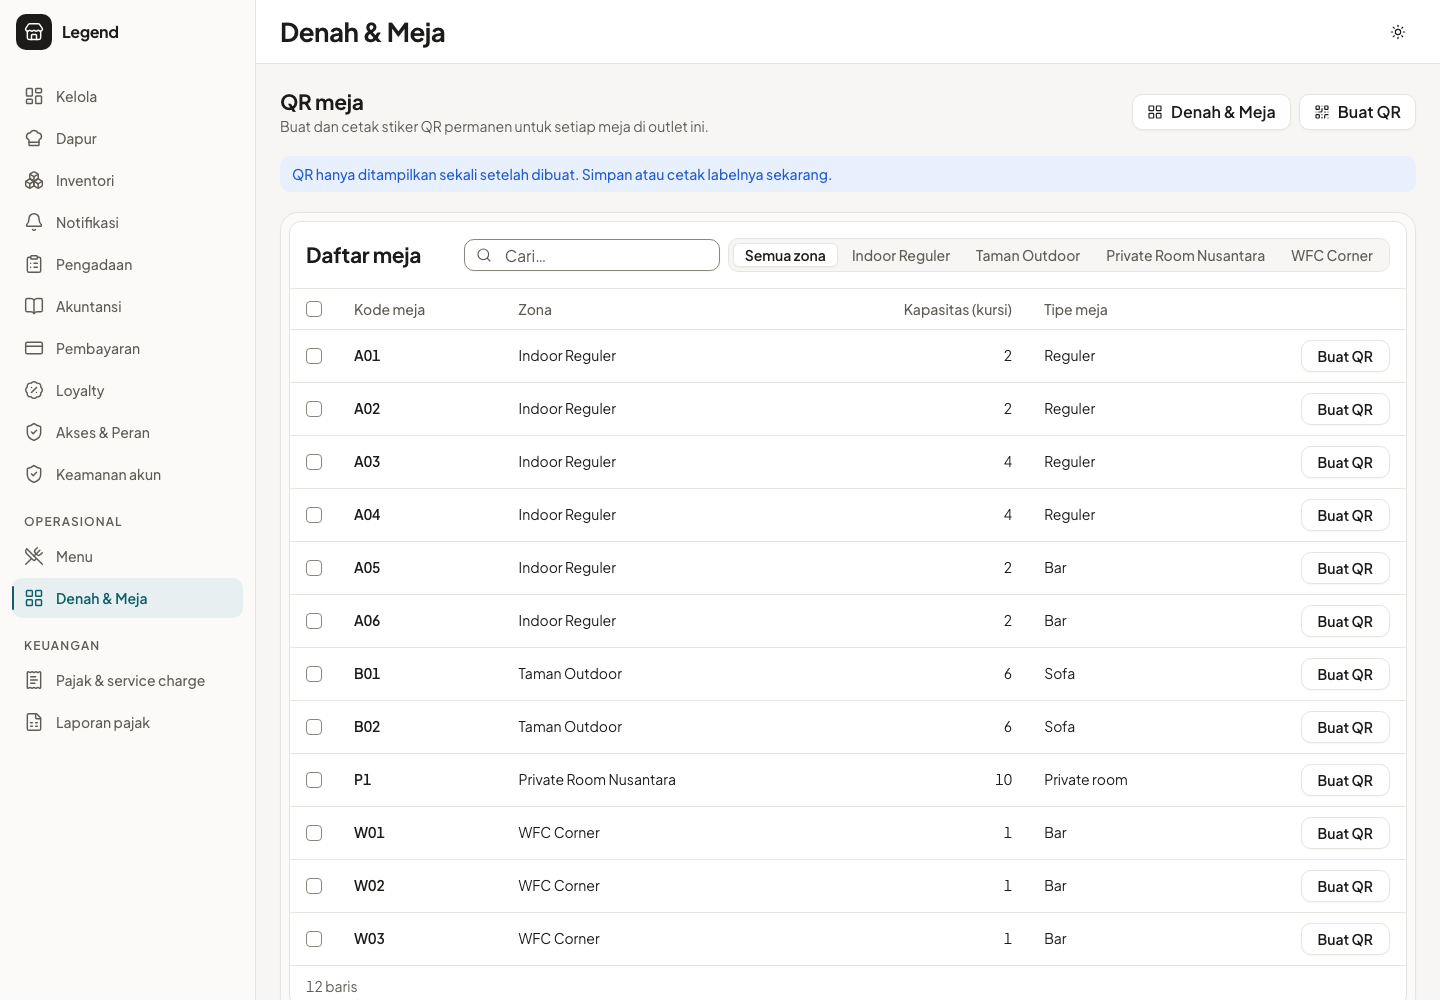 Legend
Denah & Meja
Kelola
Dapur
Inventori
Notifikasi
Pengadaan
Akuntansi
Pembayaran
Loyalty
Akses & Peran
Keamanan akun
OPERASIONAL
Menu
Denah & Meja
KEUANGAN
Pajak & service charge
Laporan pajak
QR meja
Buat dan cetak stiker QR permanen untuk setiap meja di outlet ini.
Denah & Meja Buat QR
QR hanya ditampilkan sekali setelah dibuat. Simpan atau cetak labelnya sekarang.
Daftar meja Cari... Semua zona Indoor Reguler Taman Outdoor Private Room Nusantara WFC Corner
Kode meja Zona Kapasitas (kursi) Tipe meja
A01 Indoor Reguler 2 Reguler Buat QR
A02 Indoor Reguler 2 Reguler Buat QR
A03 Indoor Reguler 4 Reguler Buat QR
A04 Indoor Reguler 4 Reguler Buat QR
A05 Indoor Reguler 2 Bar Buat QR
A06 Indoor Reguler 2 Bar Buat QR
B01 Taman Outdoor 6 Sofa Buat QR
B02 Taman Outdoor 6 Sofa Buat QR
P1 Private Room Nusantara 10 Private room Buat QR
W01 WFC Corner 1 Bar Buat QR
W02 WFC Corner 1 Bar Buat QR
W03 WFC Corner 1 Bar Buat QR
12 baris